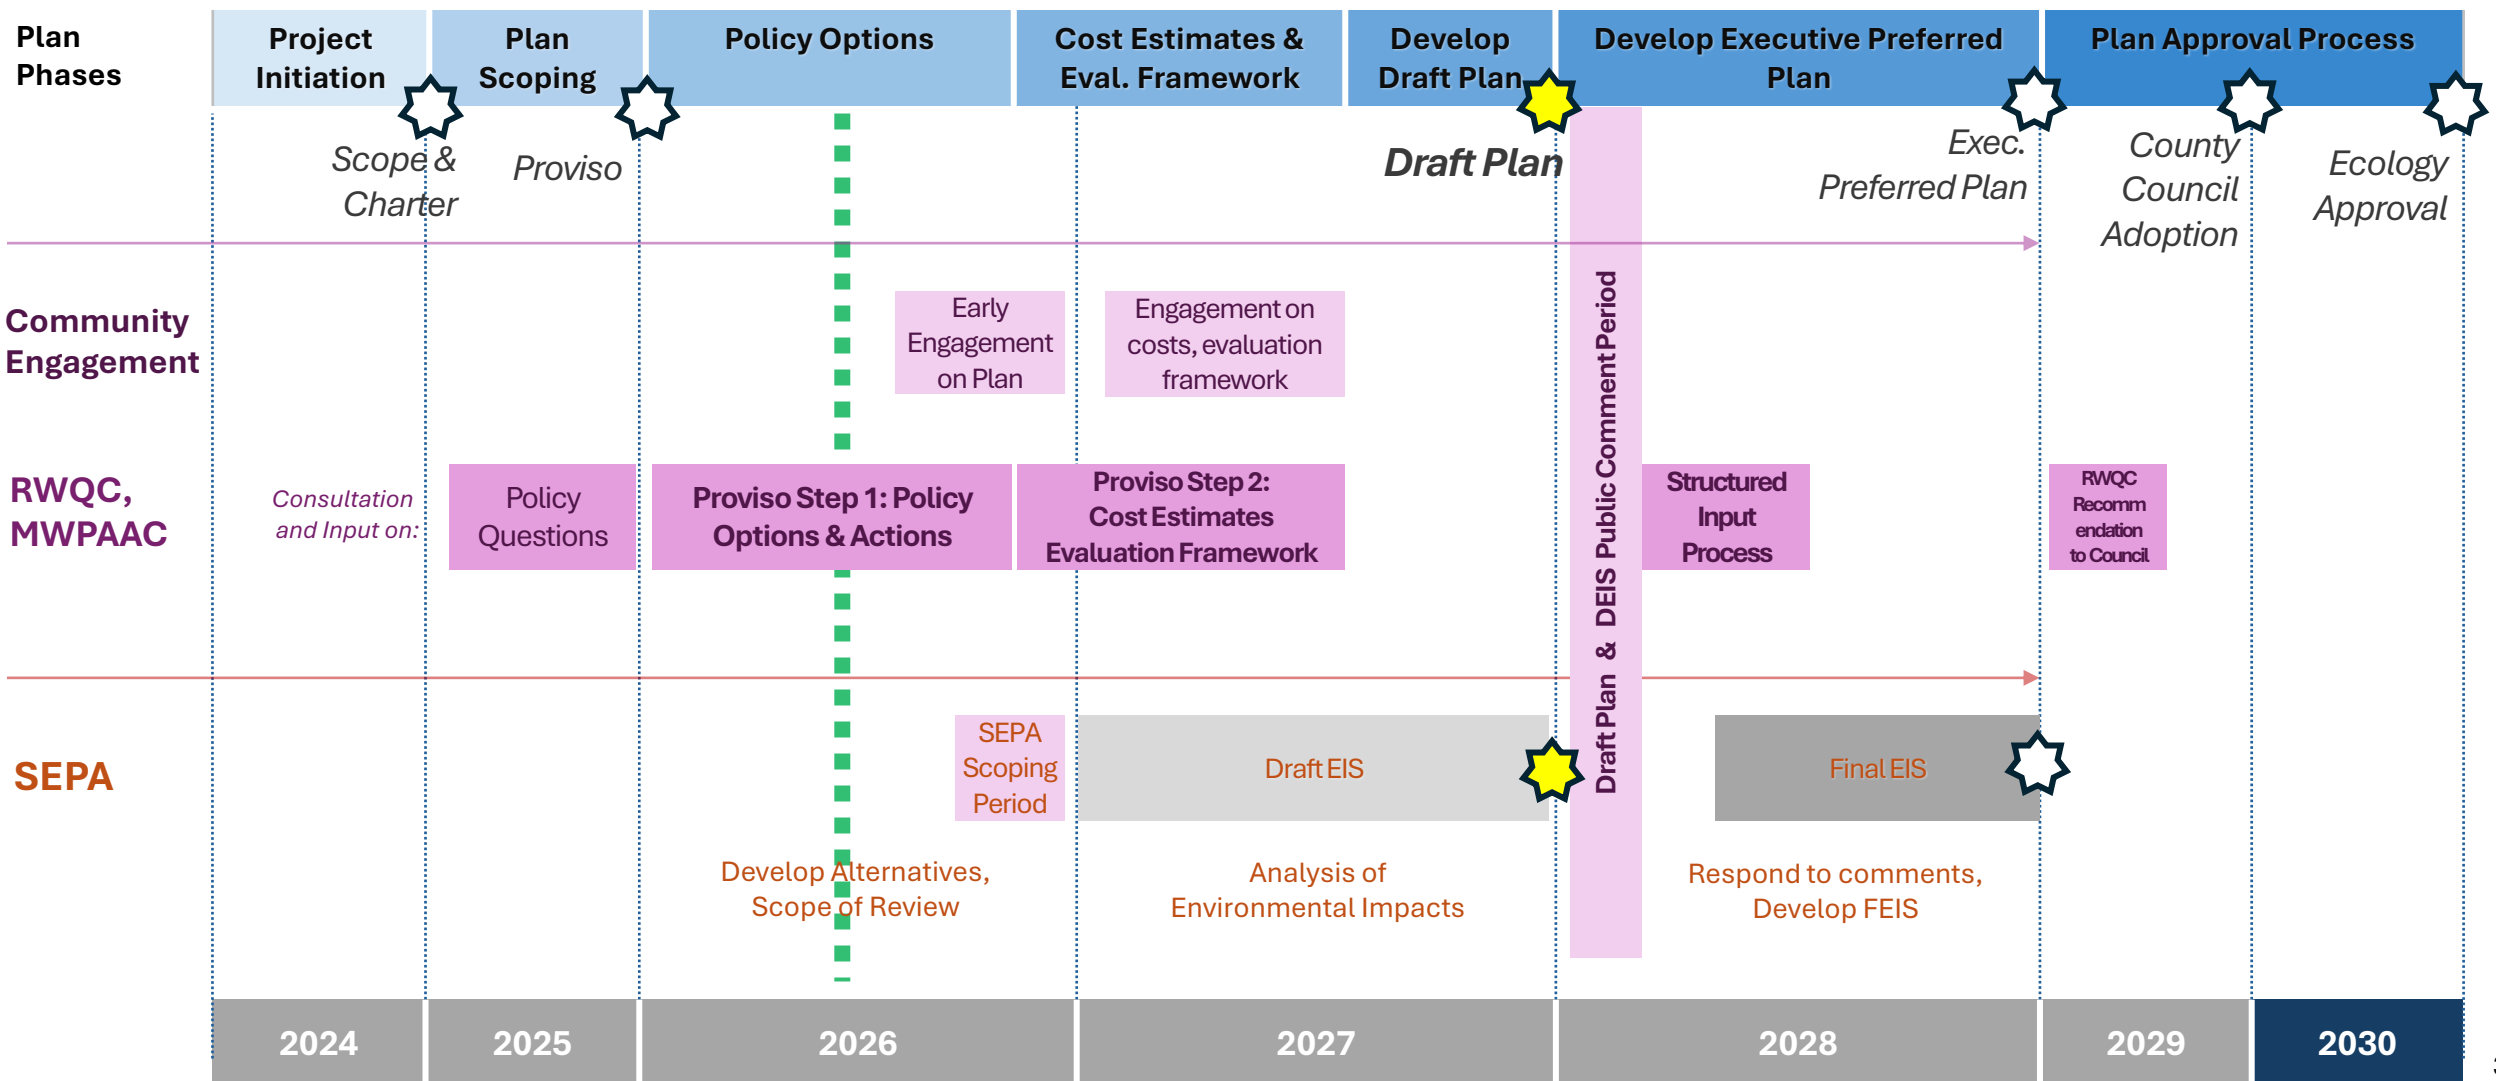 Plan
Phases
Project
Initiation
Plan
Scoping
Policy Options
Cost Estimates &
Eval. Framework
Develop
Draft Plan
Develop Executive Preferred
Plan
Plan Approval Process
Scope &
Charter
Proviso
Draft Plan
Exec.
Preferred Plan
County
Council
Adoption
Ecology
Approval
Community
Engagement
Early
Engagement
on Plan
Engagement on
costs, evaluation
framework
Draft Plan & DEIS Public Comment Period
RWQC,
MWPAAC
Consultation
and Input on:
Policy
Questions
Proviso Step 1: Policy
Options & Actions
Proviso Step 2:
Cost Estimates
Evaluation Framework
Structured
Input
Process
RWQC
Recomm
endation
to Council
SEPA
SEPA
Scoping
Period
Draft EIS
Final EIS
Develop Alternatives,
Scope of Review
Analysis of
Environmental Impacts
Respond to comments,
Develop FEIS
2024
2025
2026
2027
2028
2029
2030